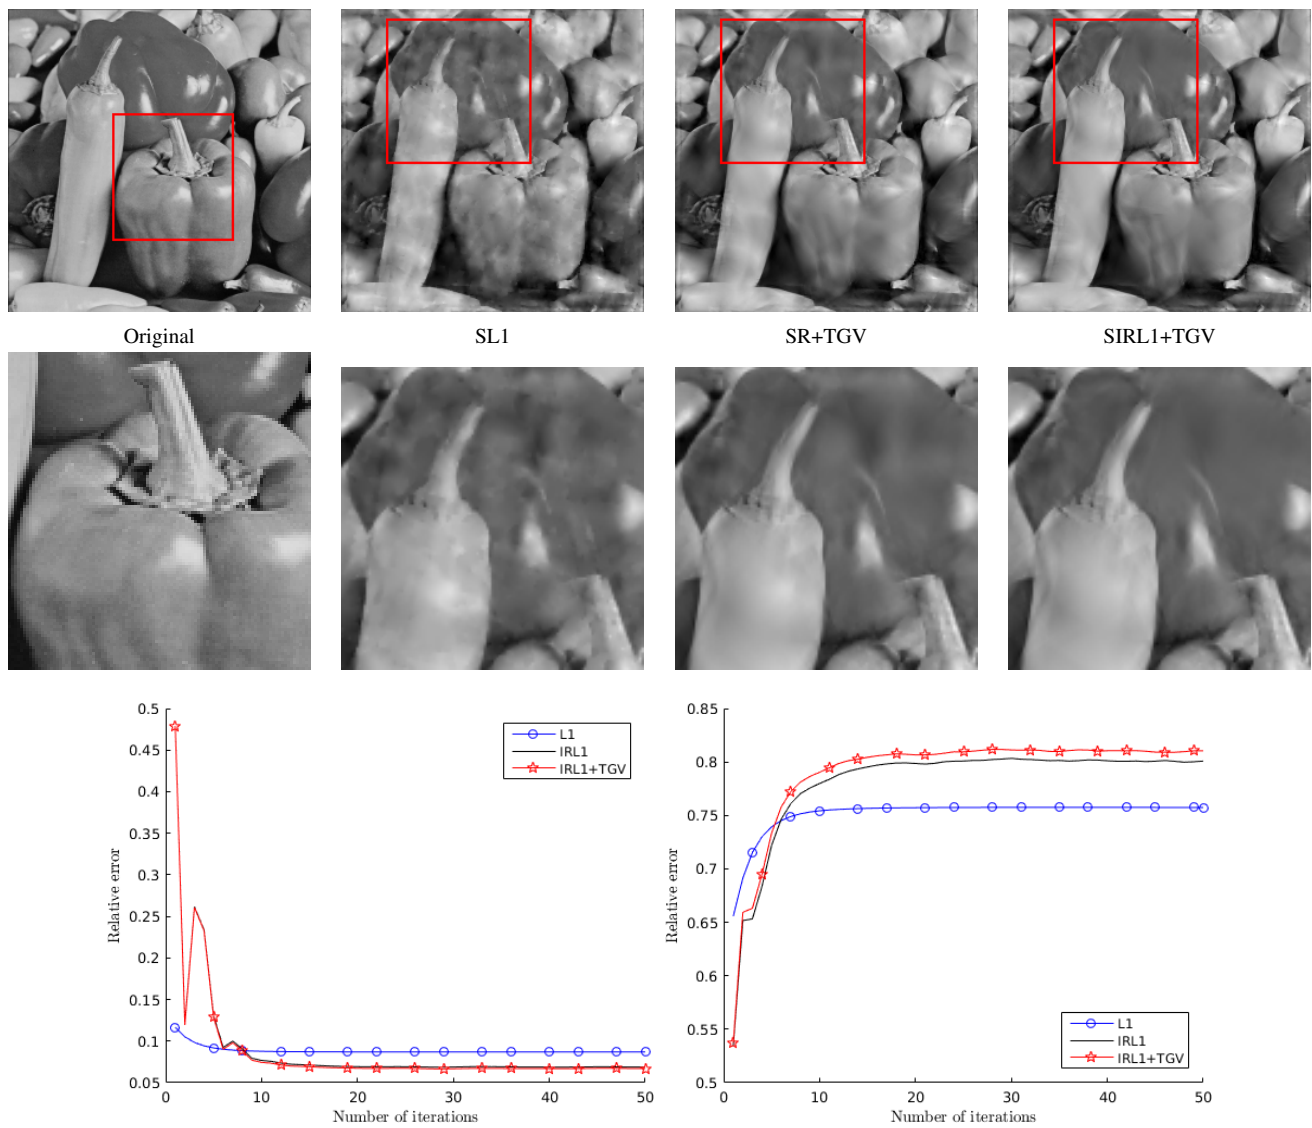 Original
SL1
SR+TGV
SIRL1+TGV
0.5
0.45
0.4
0.35
0.3
0.25
0.2
0.15
0.1
0.05
0
10
20
30
40
50
Relative error
Number of iterations
L1
IRL1
IRL1+TGV
0.85
0.8
0.75
0.7
0.65
0.6
0.55
0.5
0
10
20
30
40
50
Relative error
Number of iterations
L1
IRL1
IRL1+TGV